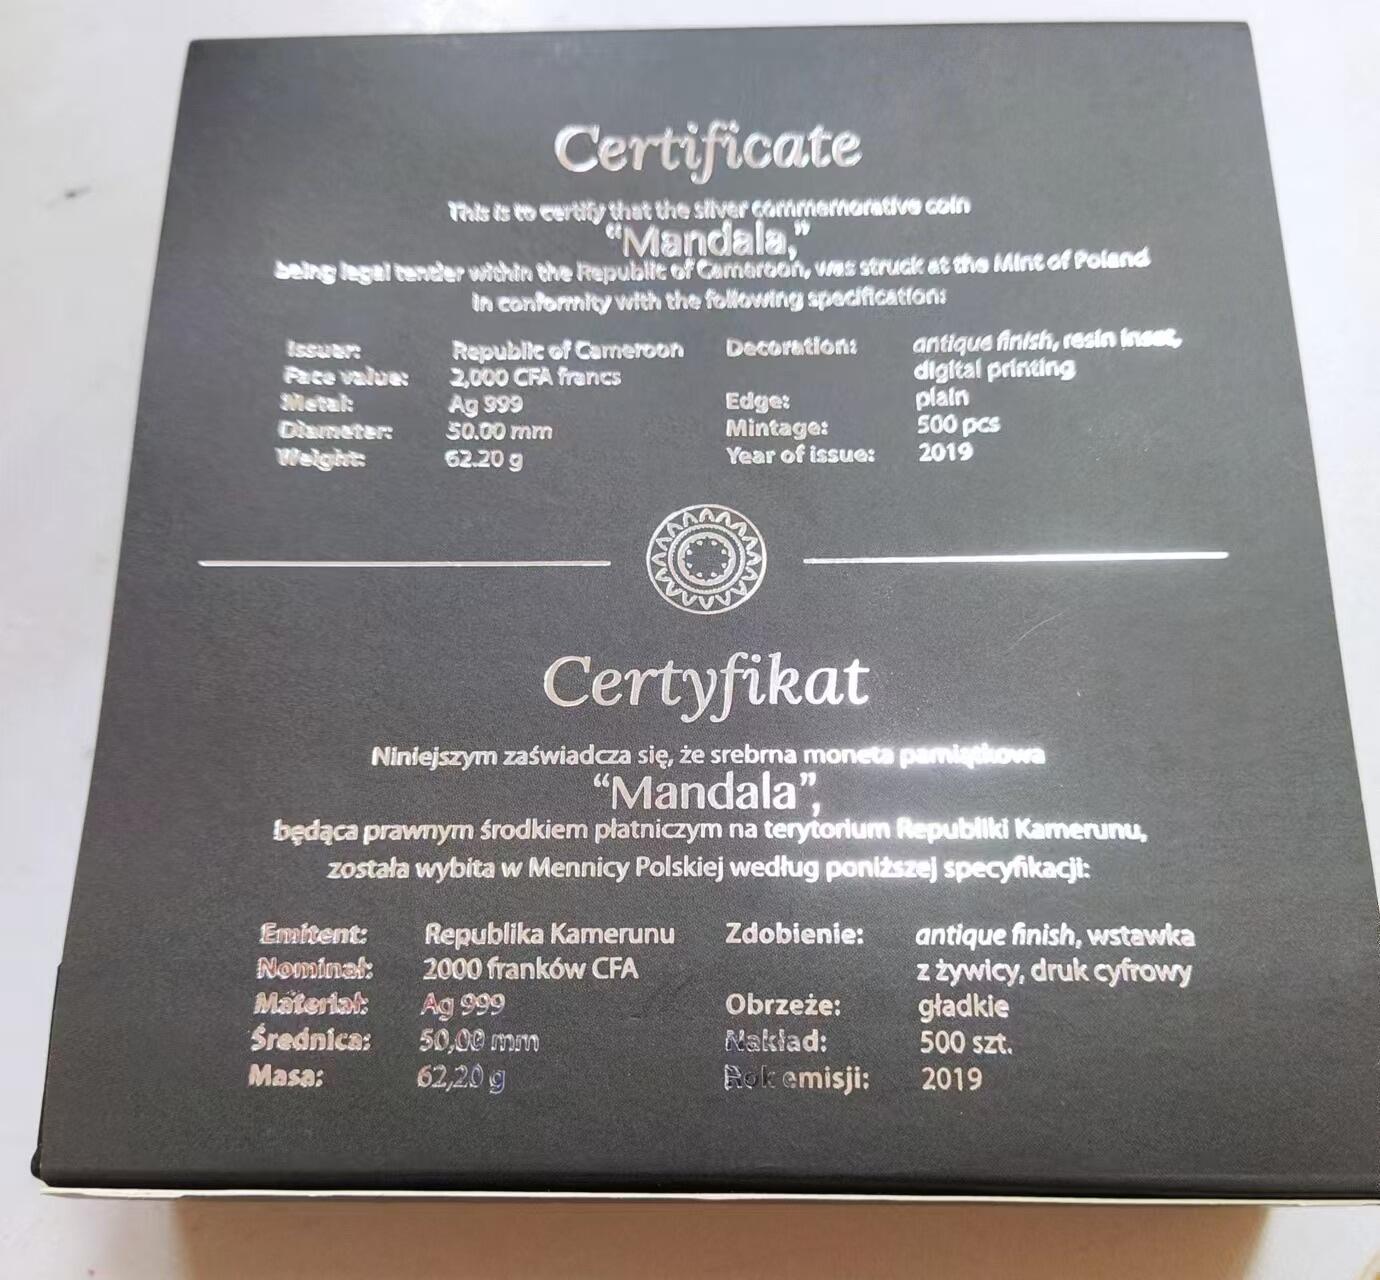 Certificate
This is to certify that the silver commemorative coin
“Mandala,”
being legal tender within the Republic of Cameroon, was struck at the Mint of Poland
in conformity with the following specification:
Issuer: Republic of Cameroon Decoration: antique finish, resin inset,
Face value: 2,000 CFA francs digital printing
Metal: Ag 999 Edge: plain
Diameter: 50.00 mm Mintage: 500 pcs
Weight: 62.20 g Year of issue: 2019
Certyfikat
Niniejszym zaświadcza się, że srebrna moneta pamiątkowa
“Mandala”,
będąca prawnym środkiem płatniczym na terytorium Republiki Kamerunu,
została wybita w Mennicy Polskiej według poniższej specyfikacji:
Emitent: Republika Kamerunu Zdobienie: antique finish, wstawka
Nominał: 2000 franków CFA z żywicy, druk cyfrowy
Materiał: Ag 999 Obrzeże: gładkie
Średnica: 50,00 mm Nakład: 500 szt.
Masa: 62,20 g Rok emisji: 2019